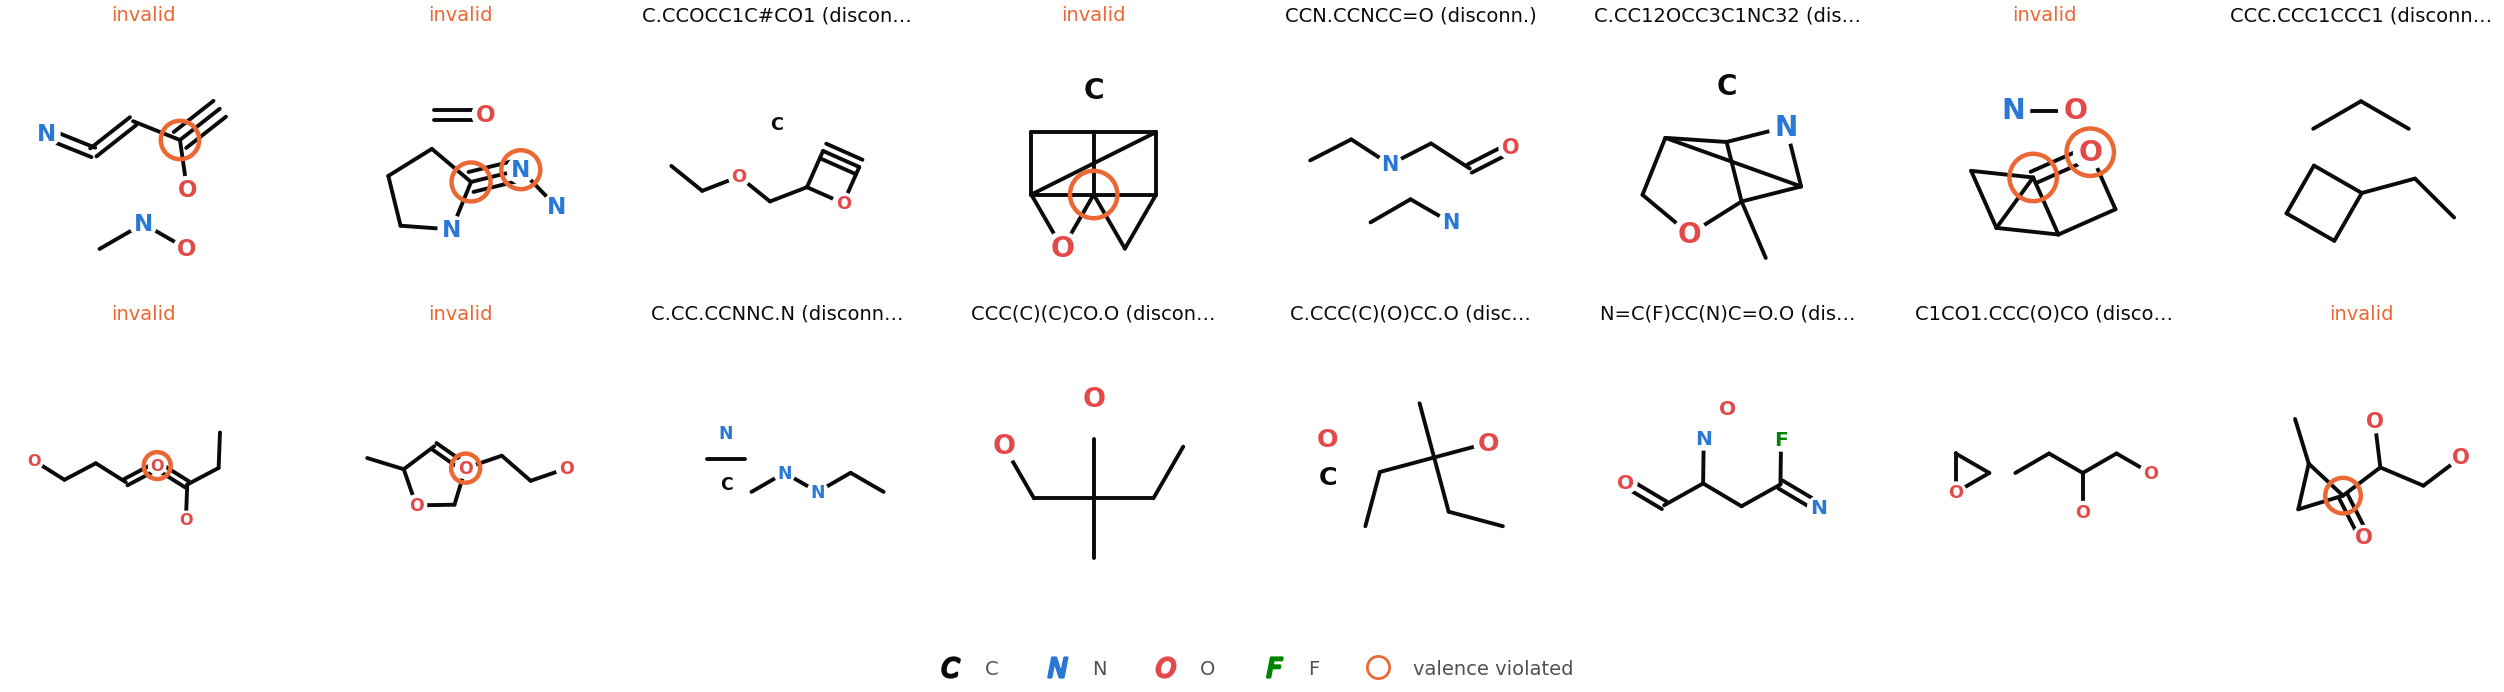 invalid
invalid
C.CCOCC1C#CO1 (discon...
invalid
CCN.CCNCC=O (disconn.)
C.CC12OCC3C1NC32 (dis...
invalid
CCC.CCC1CCC1 (disconn...
N
O
N
O
O
N
N
N
C
O
O
C
O
N
O
N
C
N
O
N
O
O
invalid
invalid
C.CC.CCNNC.N (disconn...
CCC(C)(C)CO.O (discon...
C.CCC(C)(O)CC.O (disc...
N=C(F)CC(N)C=O.O (dis...
C1CO1.CCC(O)CO (disco...
invalid
O
O
O
O
O
O
N
C
N
N
O
O
O
C
O
O
N
F
O
N
O
O
O
O
O
O
C C N N O O F F valence violated